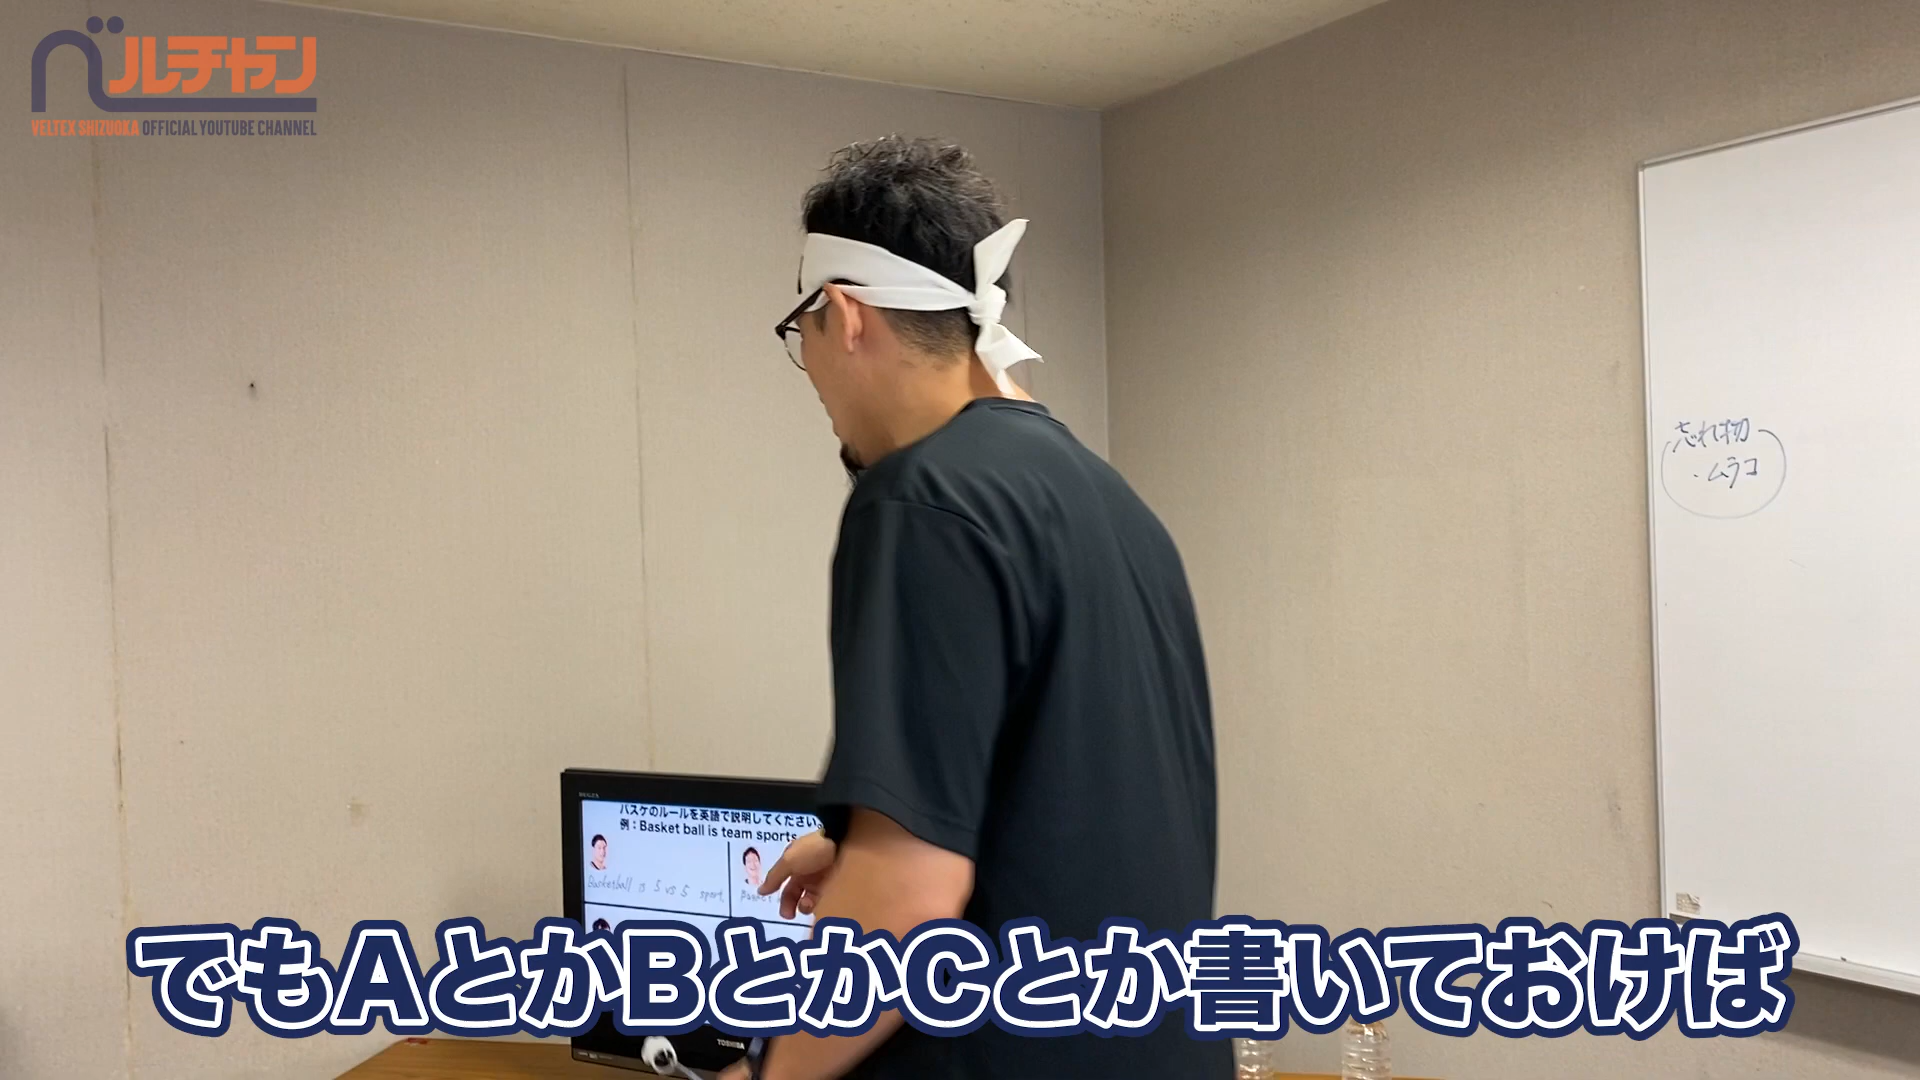 ベルチャン
VELTEX SHIZUOKA OFFICIAL YOUTUBE CHANNEL
忘れ物
・ムラコ
REGZA
バスケのルールを英語で説明してください。
例：Basket ball is team sports
Basketball is 5 vs 5 sport
TOSHIBA
でもAとかBとかCとか書いておけば